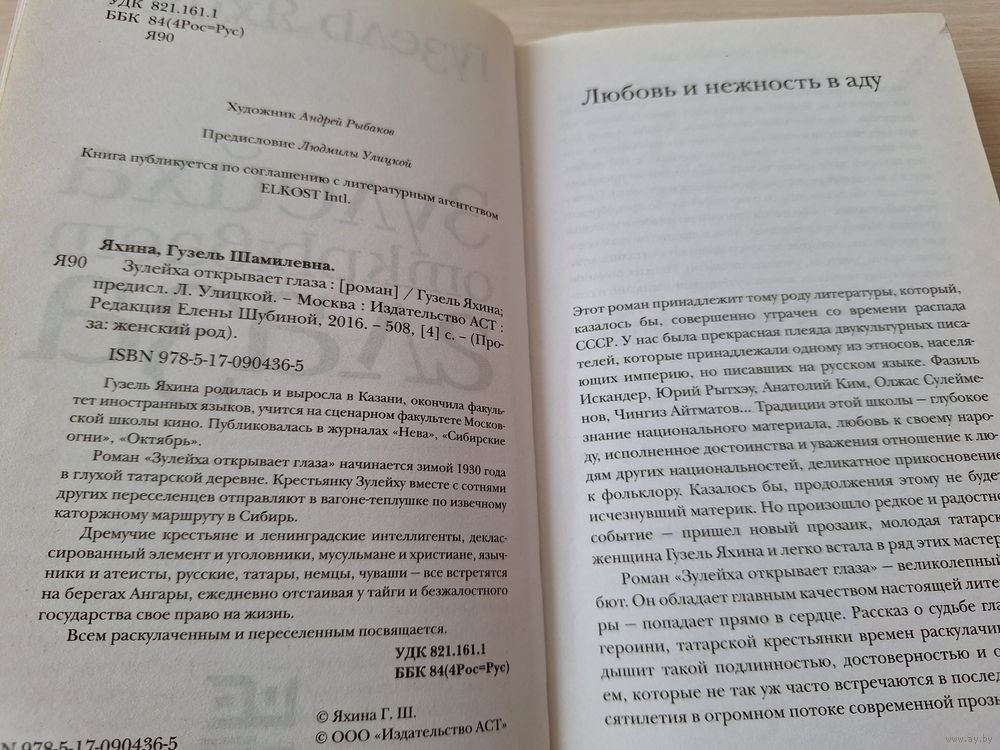 УДК 821.161.1
ББК 84(4Рос=Рус)
Я90
Художник Андрей Рыбаков
Предисловие Людмилы Улицкой
Книга публикуется по соглашению с литературным агентством
ELKOST Intl.
Яхина, Гузель Шамилевна.
Я90 Зулейха открывает глаза : [роман] / Гузель Яхина;
предисл. Л. Улицкой. – Москва : Издательство АСТ :
Редакция Елены Шубиной, 2016. – 508, [4] с. – (Про-
за: женский род).
ISBN 978-5-17-090436-5
Гузель Яхина родилась и выросла в Казани, окончила факуль-
тет иностранных языков, учится на сценарном факультете Москов-
ской школы кино. Публиковалась в журналах «Нева», «Сибирские
огни», «Октябрь».
Роман «Зулейха открывает глаза» начинается зимой 1930 года
в глухой татарской деревне. Крестьянку Зулейху вместе с сотнями
других переселенцев отправляют в вагоне-теплушке по извечному
каторжному маршруту в Сибирь.
Дремучие крестьяне и ленинградские интеллигенты, деклас-
сированный элемент и уголовники, мусульмане и христиане, языч-
ники и атеисты, русские, татары, немцы, чуваши — все встретятся
на берегах Ангары, ежедневно отстаивая у тайги и безжалостного
государства свое право на жизнь.
Всем раскулаченным и переселенным посвящается.
УДК 821.161.1
ББК 84(4Рос=Рус)
© Яхина Г. Ш.
© ООО «Издательство АСТ»
N 978-5-17-090436-5
Любовь и нежность в аду
Этот роман принадлежит тому роду литературы, который,
казалось бы, совершенно утрачен со времени распада
СССР. У нас была прекрасная плеяда двукультурных писа-
телей, которые принадлежали одному из этносов, населя-
ющих империю, но писавших на русском языке. Фазиль
Искандер, Юрий Рытхэу, Анатолий Ким, Олжас Сулейме-
нов, Чингиз Айтматов... Традиции этой школы — глубокое
знание национального материала, любовь к своему наро-
ду, исполненное достоинства и уважения отношение к лю-
дям других национальностей, деликатное прикосновение
к фольклору. Казалось бы, продолжения этому не буде
исчезнувший материк. Но произошло редкое и радостно
событие — пришел новый прозаик, молодая татарск
женщина Гузель Яхина и легко встала в ряд этих мастер
Роман «Зулейха открывает глаза» — великолепный
бют. Он обладает главным качеством настоящей лите
ры — попадает прямо в сердце. Рассказ о судьбе гла
героини, татарской крестьянки времен раскулачи
дышит такой подлинностью, достоверностью и о
ем, которые не так уж часто встречаются в послед
сятилетия в огромном потоке современной прозы
www.ay.by